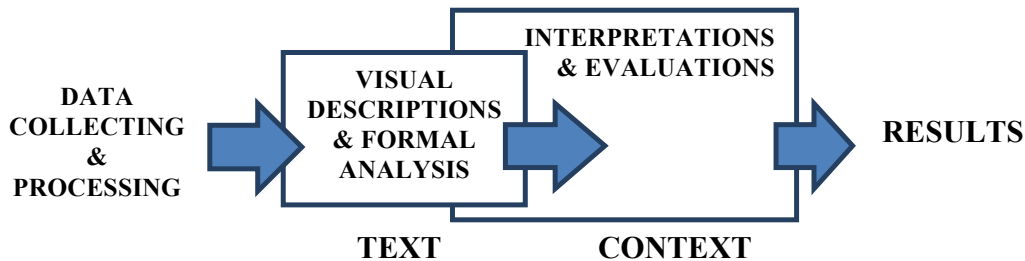 DATA
COLLECTING
&
PROCESSING
VISUAL
DESCRIPTIONS
& FORMAL
ANALYSIS
INTERPRETATIONS
& EVALUATIONS
RESULTS
TEXT
CONTEXT